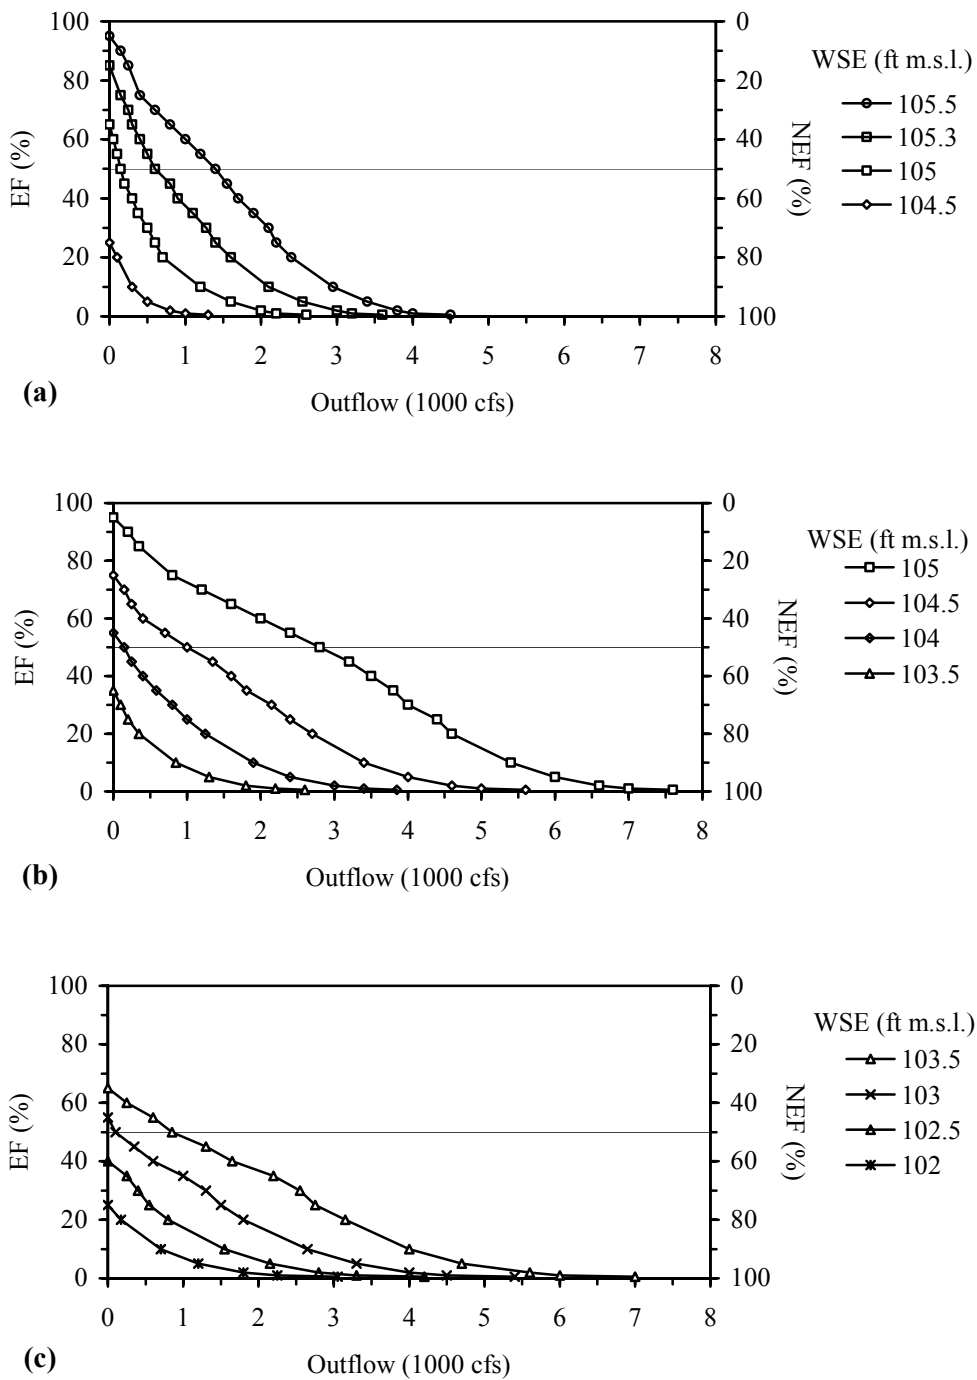 WSE (ft m.s.l.)
105.5
105.3
105
104.5
EF (%)
100
80
60
40
20
0
NEF (%)
0
20
40
60
80
100
0 1 2 3 4 5 6 7 8
Outflow (1000 cfs)
(a)
WSE (ft m.s.l.)
105
104.5
104
103.5
EF (%)
100
80
60
40
20
0
NEF (%)
0
20
40
60
80
100
0 1 2 3 4 5 6 7 8
Outflow (1000 cfs)
(b)
WSE (ft m.s.l.)
103.5
103
102.5
102
EF (%)
100
80
60
40
20
0
NEF (%)
0
20
40
60
80
100
0 1 2 3 4 5 6 7 8
Outflow (1000 cfs)
(c)